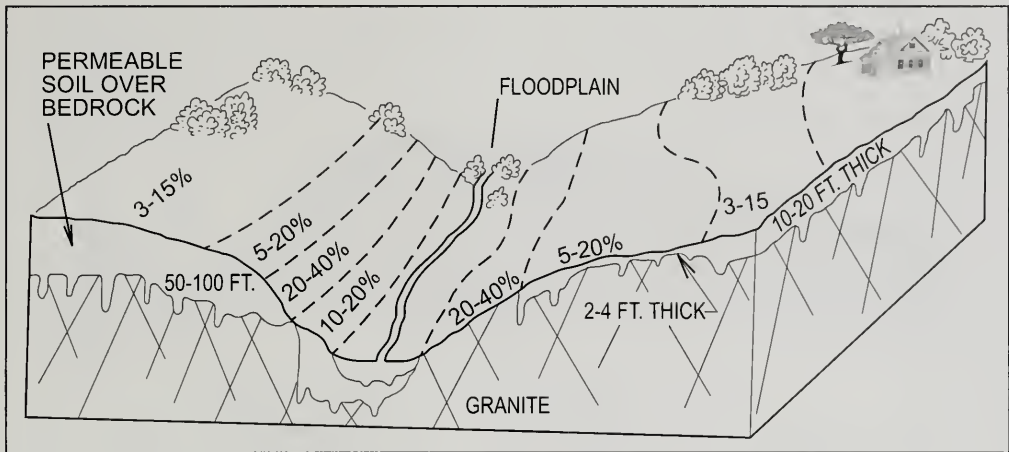 PERMEABLE
SOIL OVER
BEDROCK
FLOODPLAIN
3-15%
5-20%
20-40%
10-20%
50-100 FT.
20-40%
5-20%
3-15
10-20 FT. THICK
2-4 FT. THICK
GRANITE